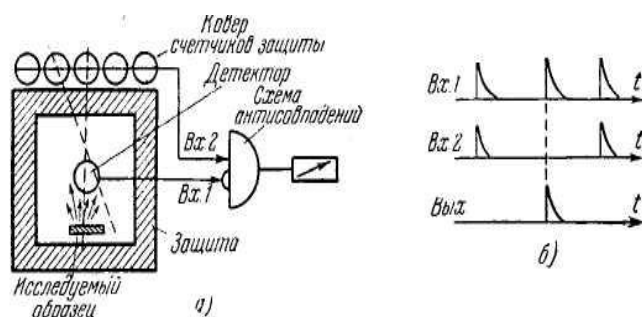 Ковер
счетчиков защиты
Детектор
Схема
антисовпадений
Вх.2
Вх.1
Защита
Исследуемый
образец
а)
Вх.1
t
Вх.2
t
Вых
t
б)